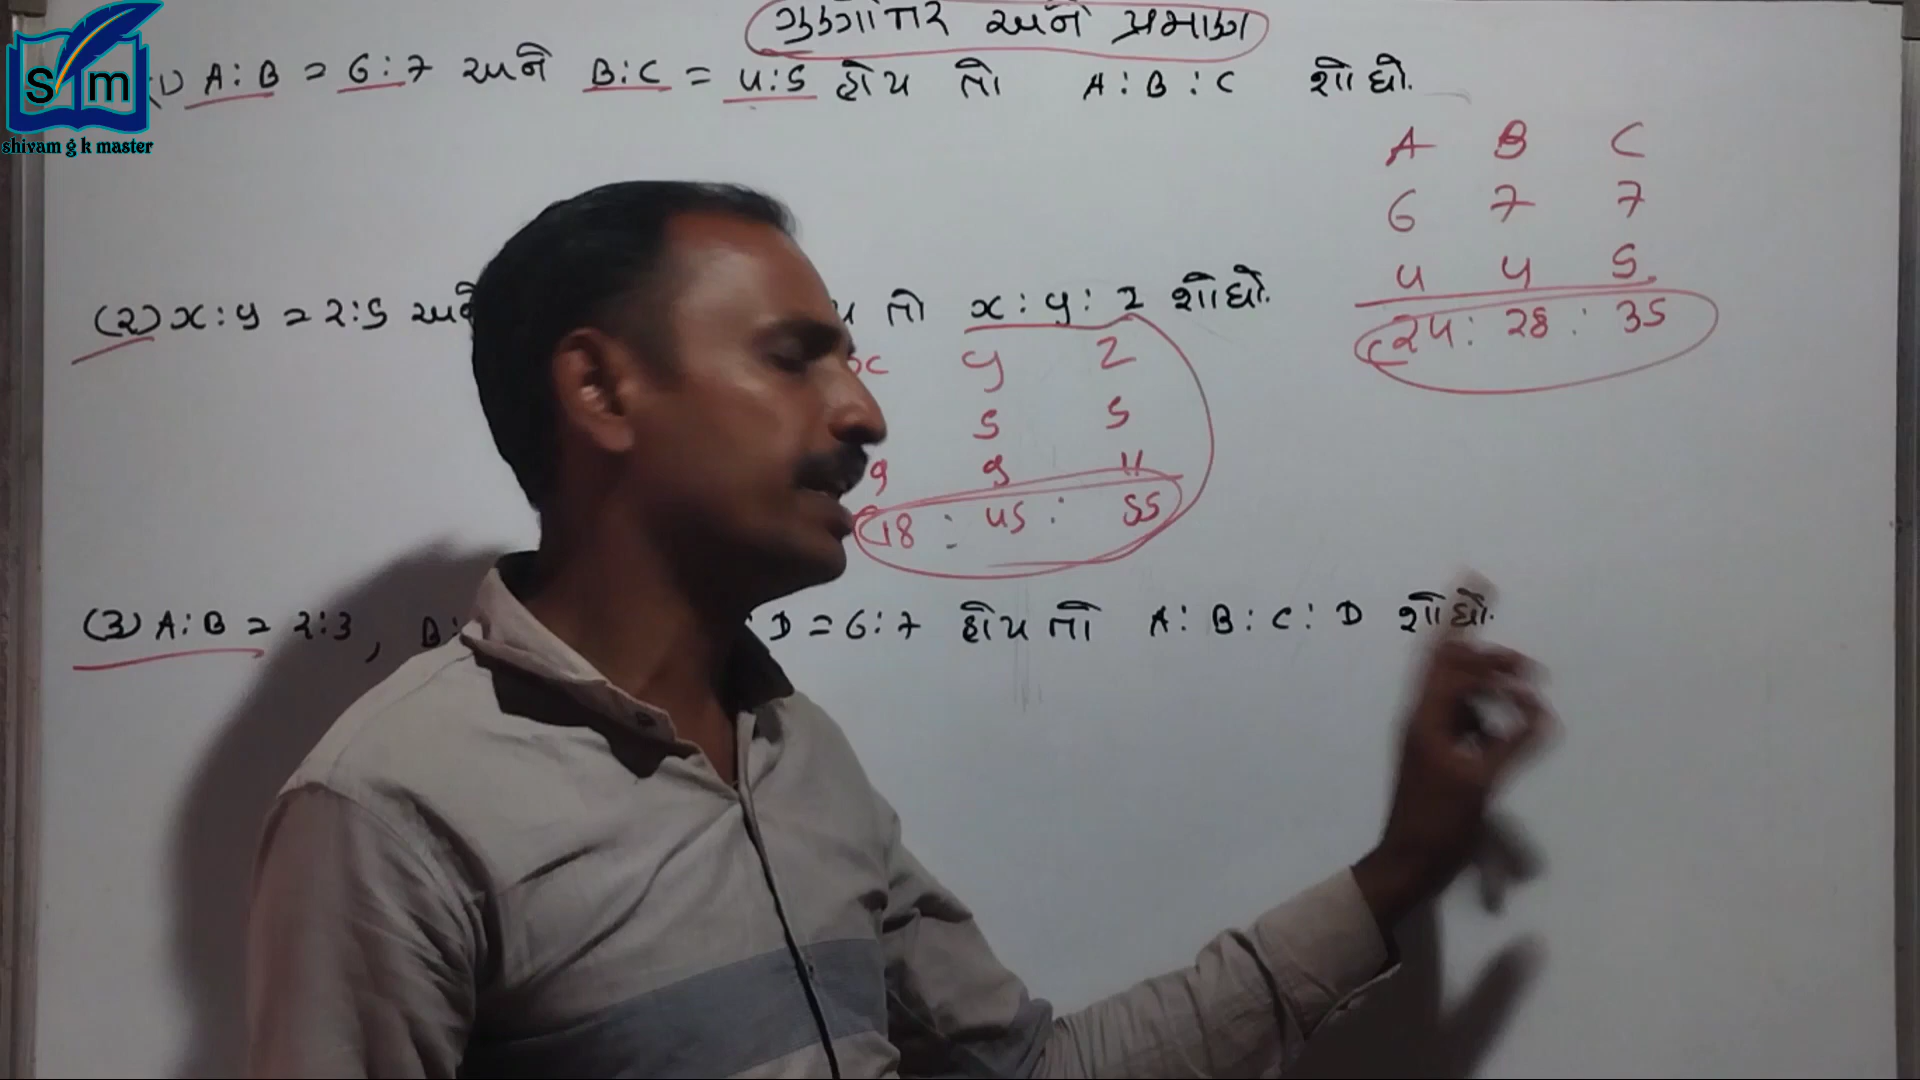 ગુણોત્તર અને પ્રમાણ
(1) A:B = 6:7 અને B:C = 4:5 હોય તો A:B:C શોધો.
S m
shivam g k master
A B C
6 7 7
4 4 5
24: 28: 35
(2) x:y = 2:5 x:y:z શોધો.
તો
y z
5 5
9 9 11
18: 45: 55
(3) A:B = 2:3, B: D = 6:7 હોય તો A:B:C:D શોધો.